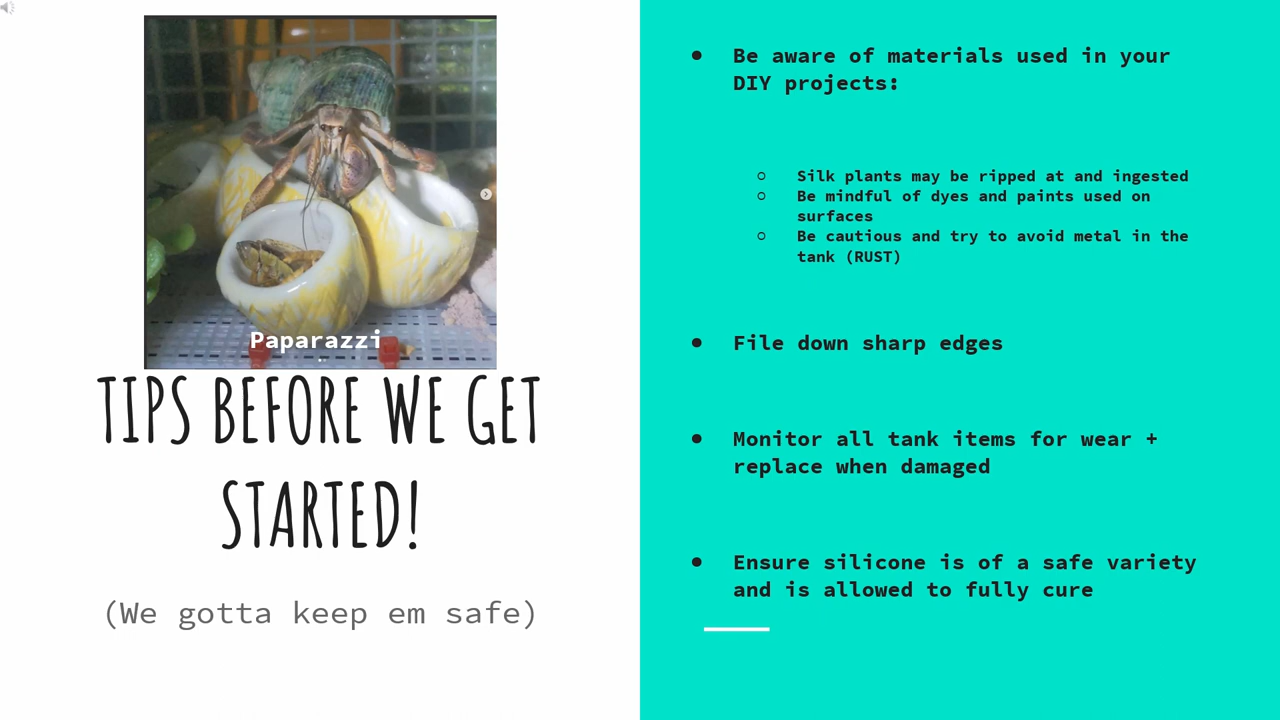 Paparazzi
TIPS BEFORE WE GET
STARTED!
(We gotta keep em safe)
● Be aware of materials used in your
DIY projects:
○ Silk plants may be ripped at and ingested
○ Be mindful of dyes and paints used on
surfaces
○ Be cautious and try to avoid metal in the
tank (RUST)
● File down sharp edges
● Monitor all tank items for wear +
replace when damaged
● Ensure silicone is of a safe variety
and is allowed to fully cure